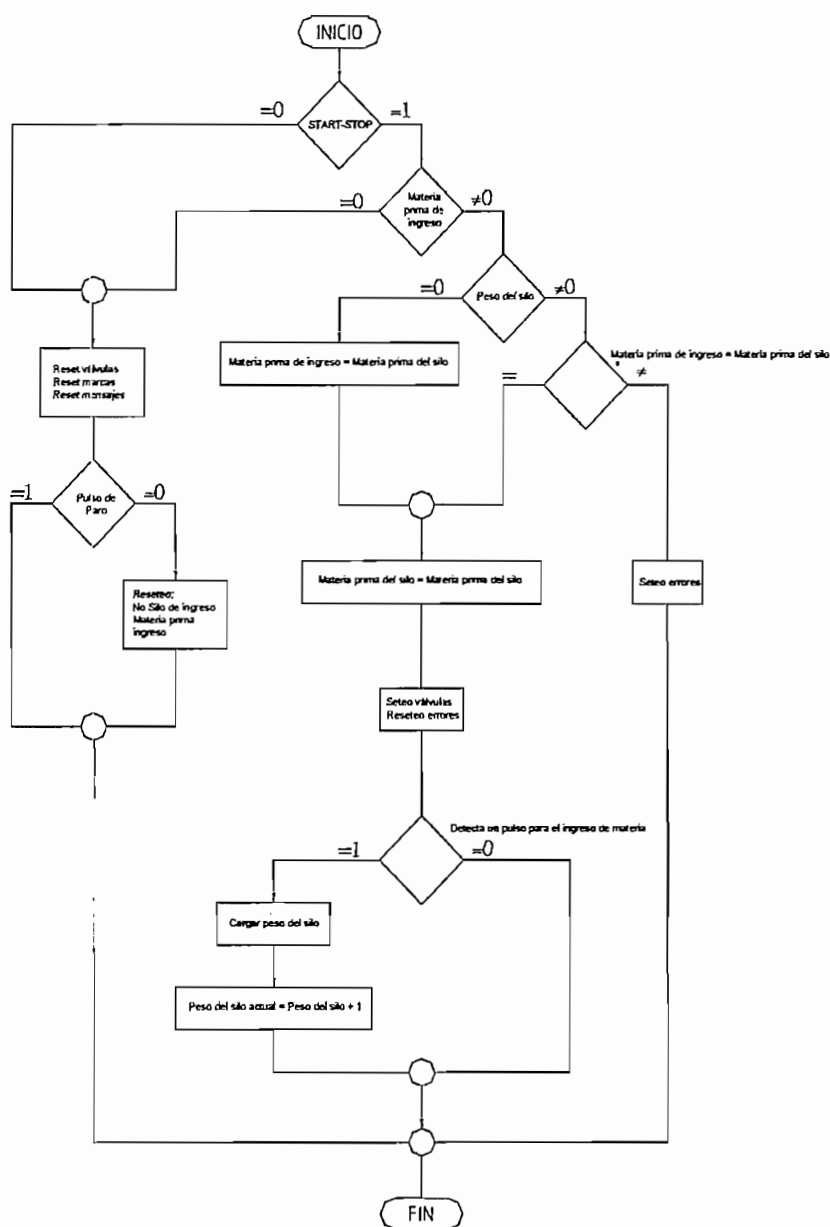 INICIO
=0
START-STOP
=1
=0
Materia
prima de
ingreso
≠0
=0
Peso del silo
≠0
Materia prima de ingreso = Materia prima del silo
Materia prima de ingreso = Materia prima del silo
=
≠
Reset válvulas
Reset marcas
Reset mensajes
=1
Pulso de
Paro
=0
Materia prima del silo = Materia prima del silo
Seteo errores
Reseteo:
No Silo de ingreso
Materia prima
ingreso
Seteo válvulas
Reseteo errores
Detecta un pulso para el ingreso de materia
=1
=0
Cargar peso del silo
Peso del silo actual = Peso del silo + 1
FIN